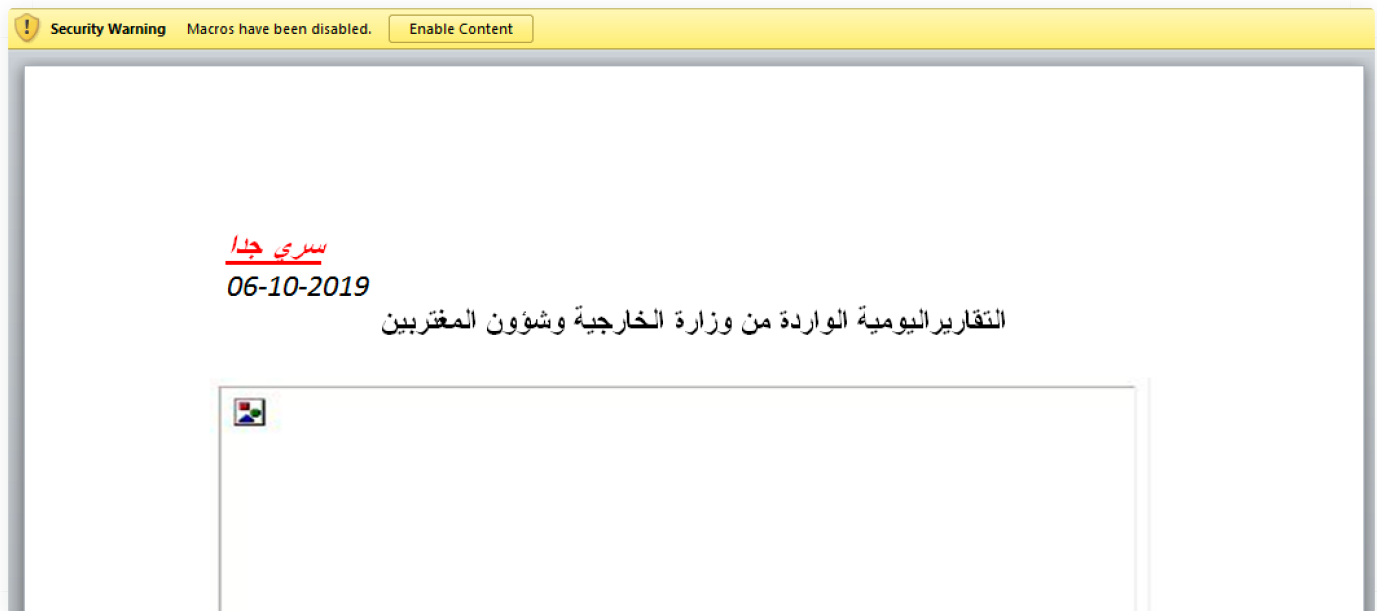 Security Warning Macros have been disabled. Enable Content
سري جدا
06-10-2019
التقاريراليومية الواردة من وزارة الخارجية وشؤون المغتربين